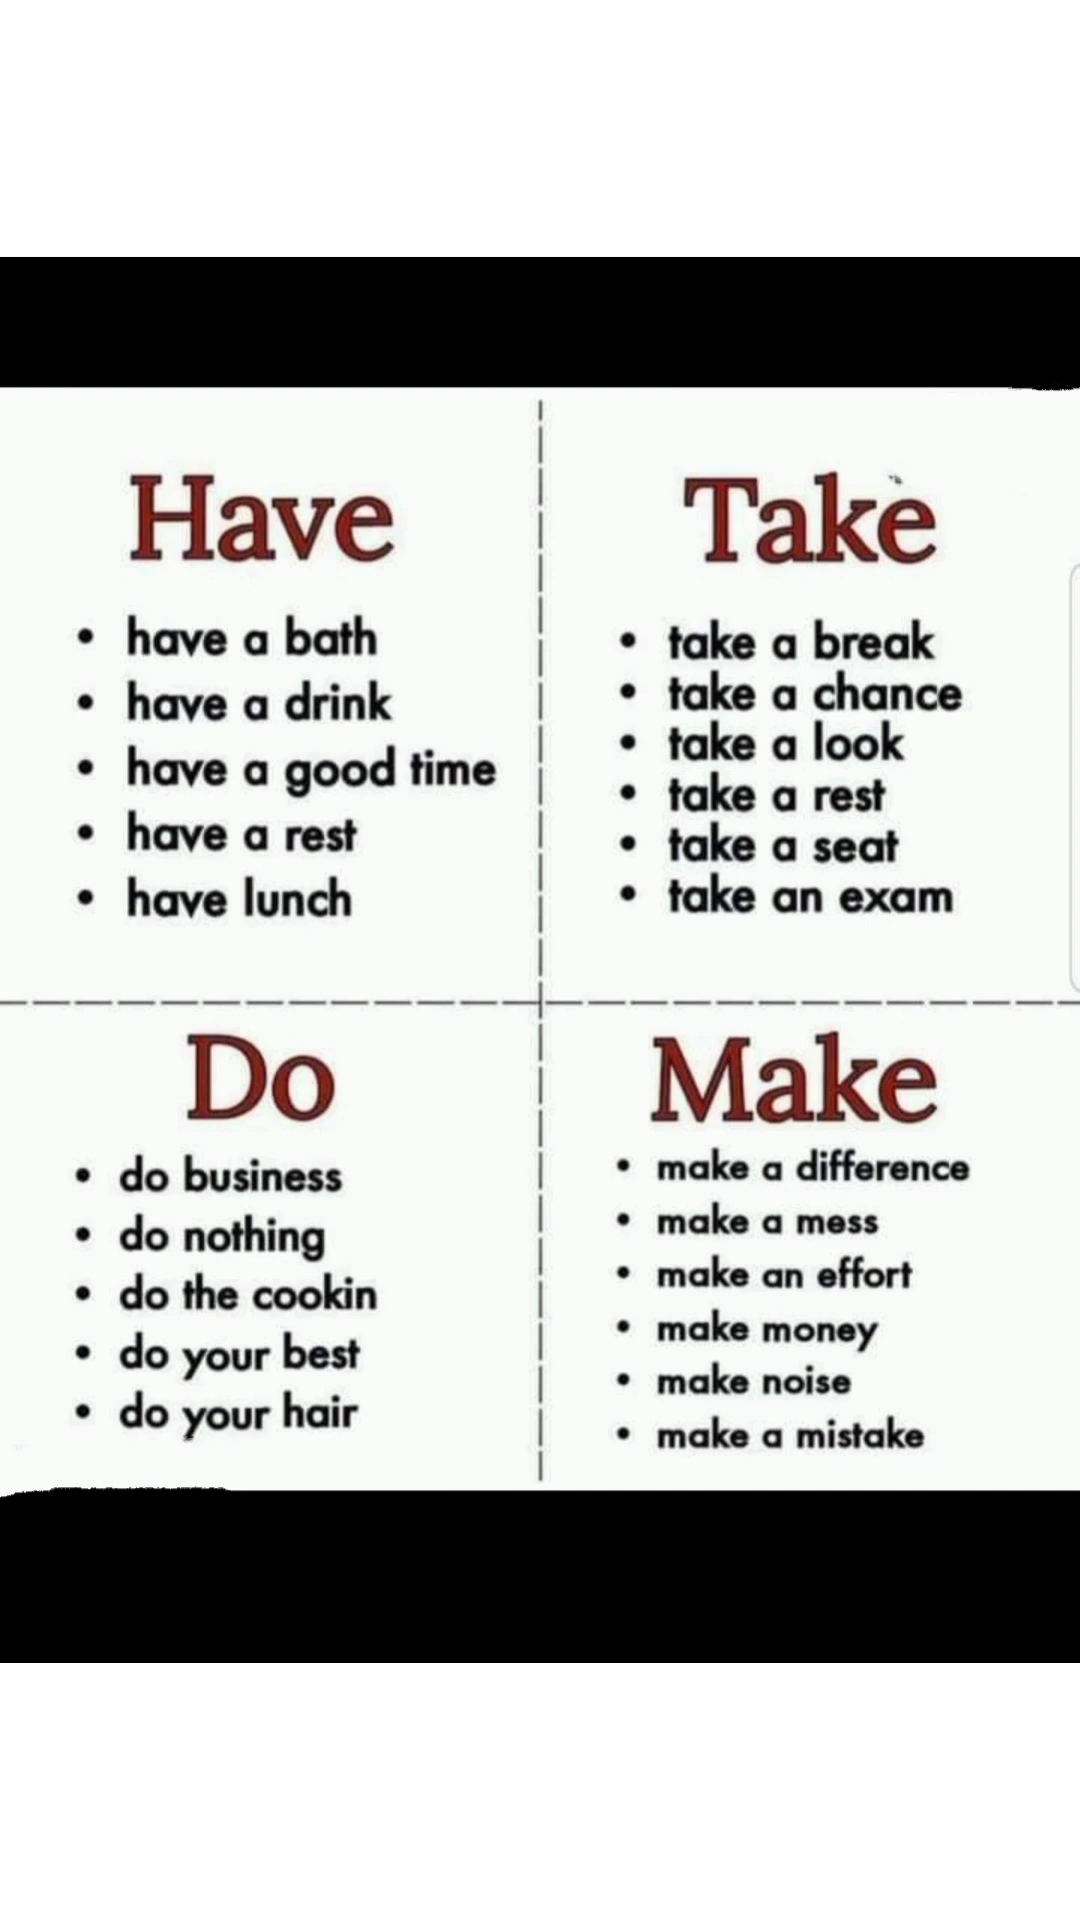 Have
• have a bath
• have a drink
• have a good time
• have a rest
• have lunch
Take
• take a break
• take a chance
• take a look
• take a rest
• take a seat
• take an exam
Do
• do business
• do nothing
• do the cookin
• do your best
• do your hair
Make
• make a difference
• make a mess
• make an effort
• make money
• make noise
• make a mistake